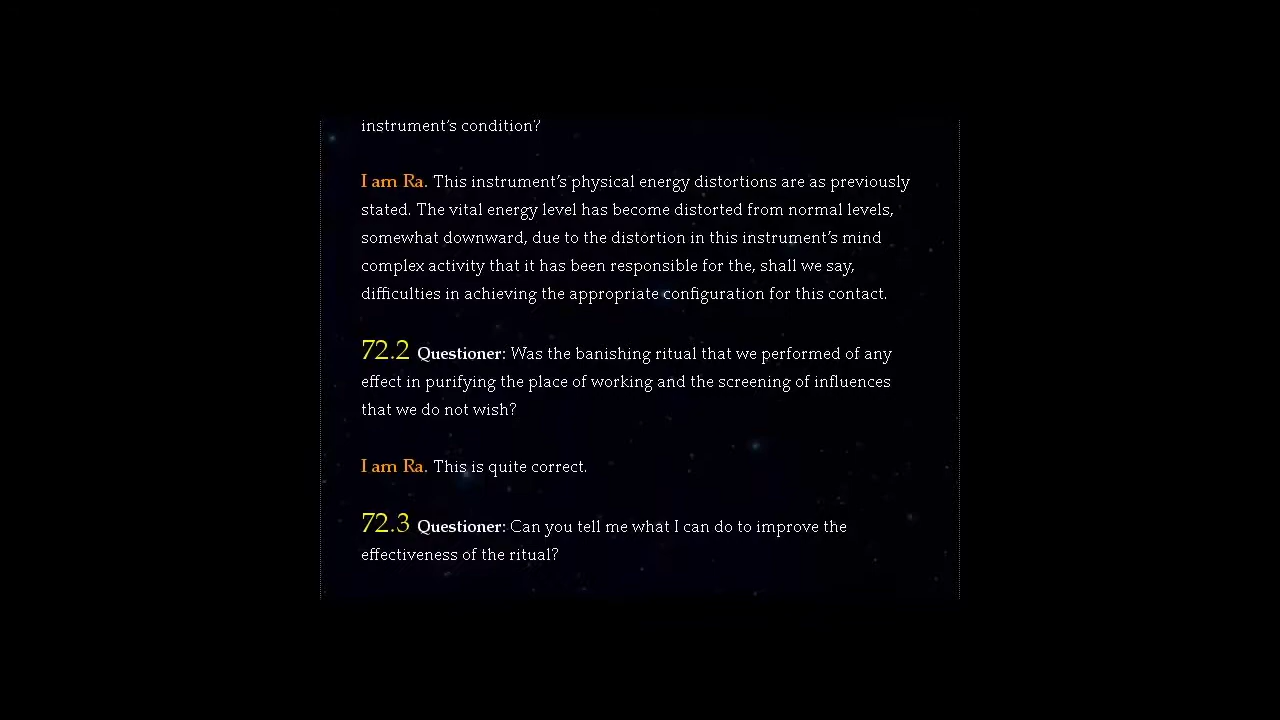 instrument's condition?
I am Ra. This instrument's physical energy distortions are as previously
stated. The vital energy level has become distorted from normal levels,
somewhat downward, due to the distortion in this instrument's mind
complex activity that it has been responsible for the, shall we say,
difficulties in achieving the appropriate configuration for this contact.
72.2 Questioner: Was the banishing ritual that we performed of any
effect in purifying the place of working and the screening of influences
that we do not wish?
I am Ra. This is quite correct.
72.3 Questioner: Can you tell me what I can do to improve the
effectiveness of the ritual?